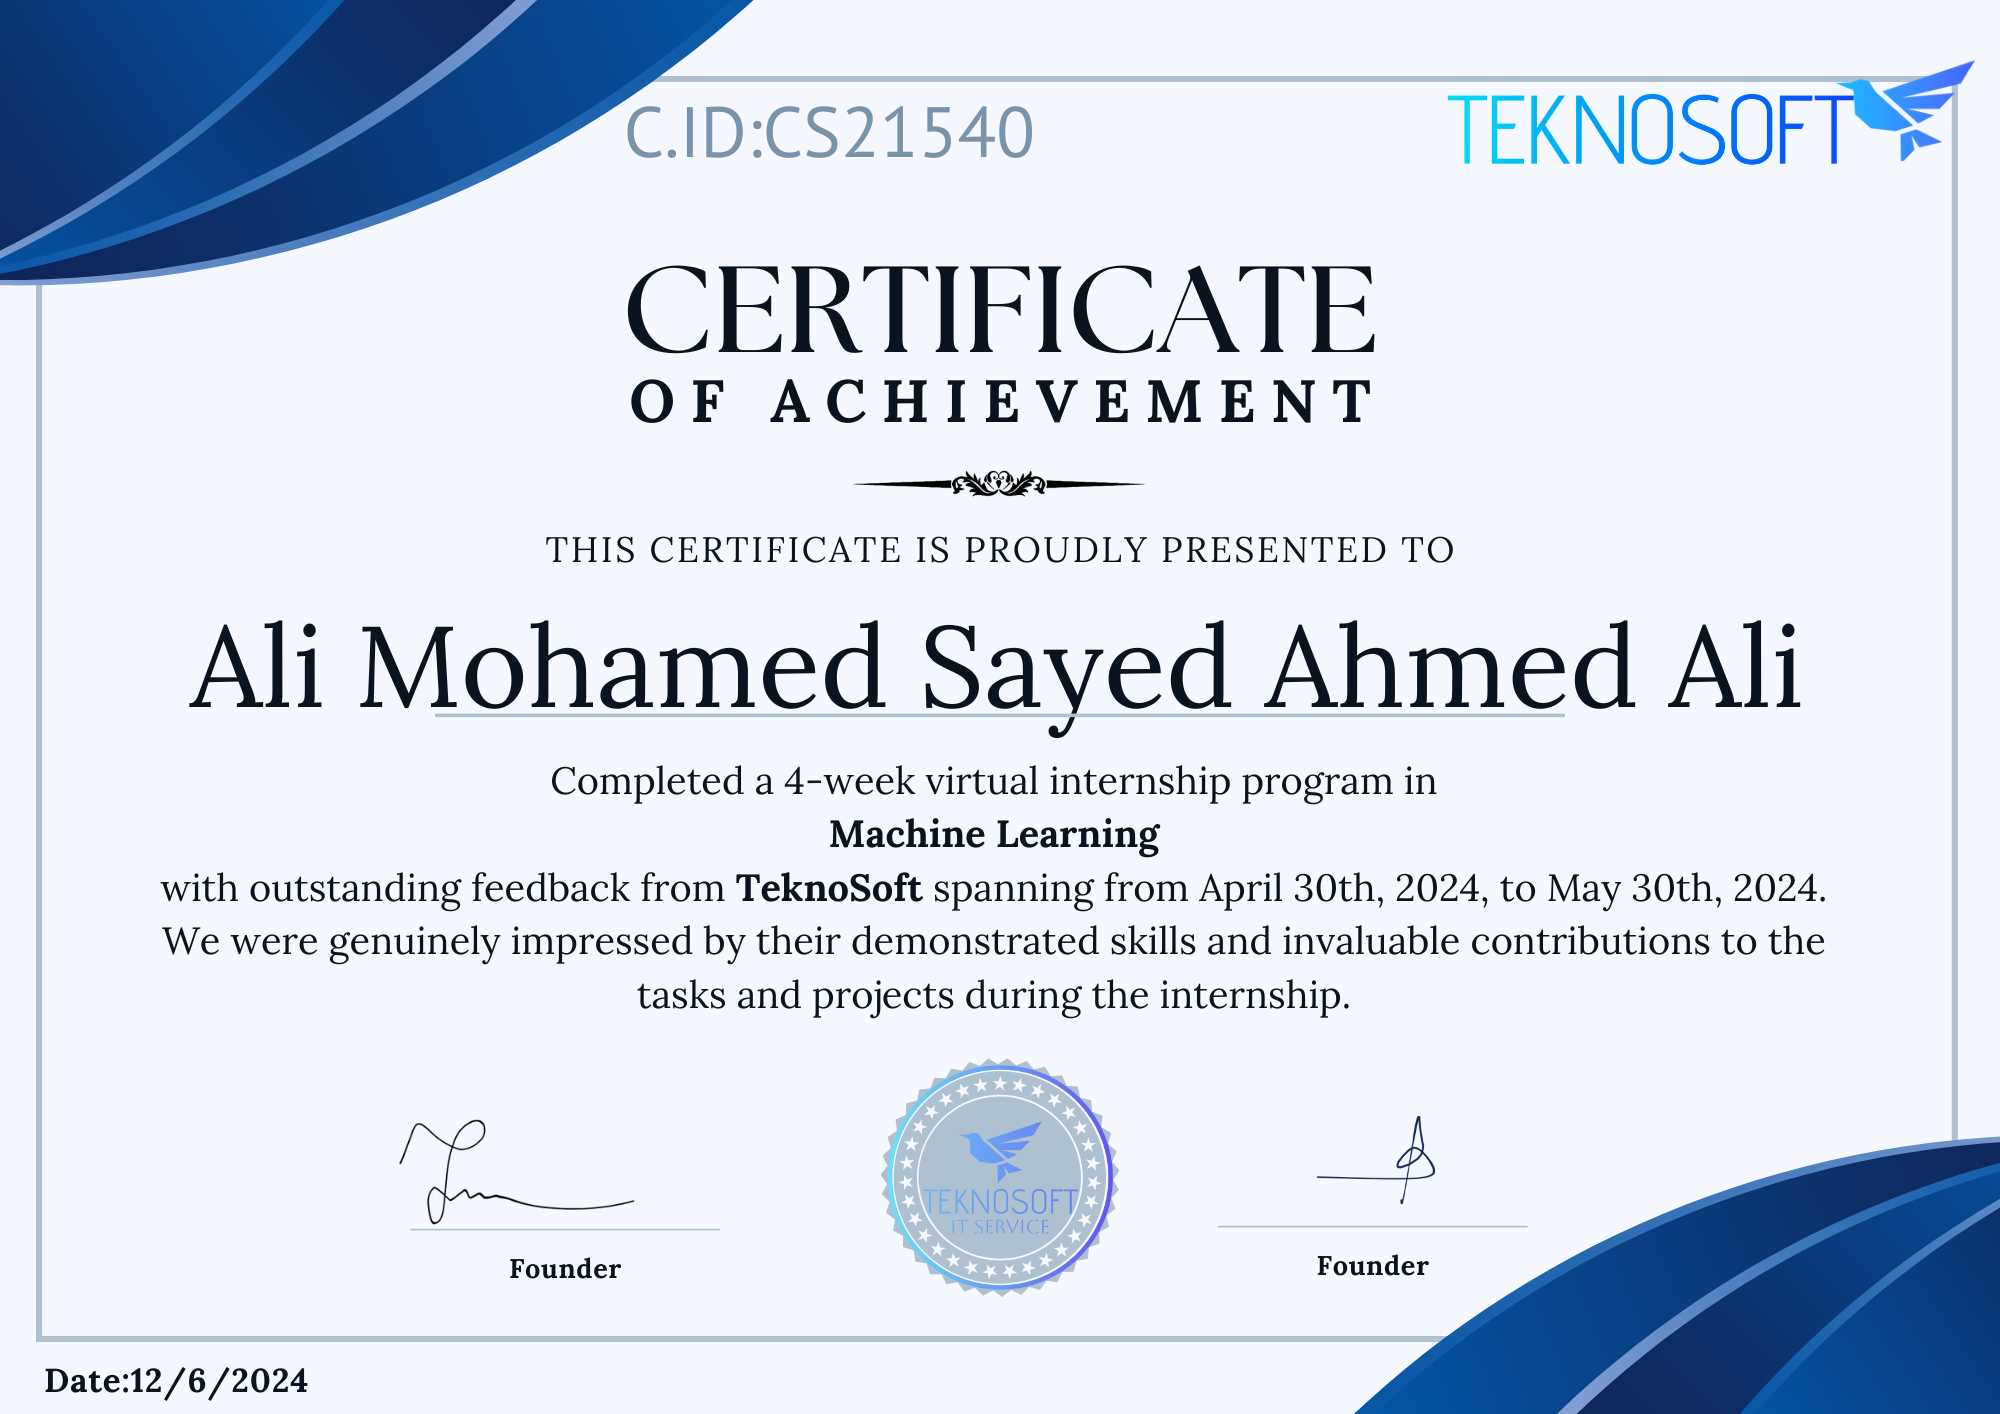 C.ID:CS21540
TEKNOSOFT
CERTIFICATE
OF ACHIEVEMENT
THIS CERTIFICATE IS PROUDLY PRESENTED TO
Ali Mohamed Sayed Ahmed Ali
Completed a 4-week virtual internship program in
Machine Learning
with outstanding feedback from TeknoSoft spanning from April 30th, 2024, to May 30th, 2024.
We were genuinely impressed by their demonstrated skills and invaluable contributions to the
tasks and projects during the internship.
TEKNOSOFT
IT SERVICE
Founder
Founder
Date:12/6/2024